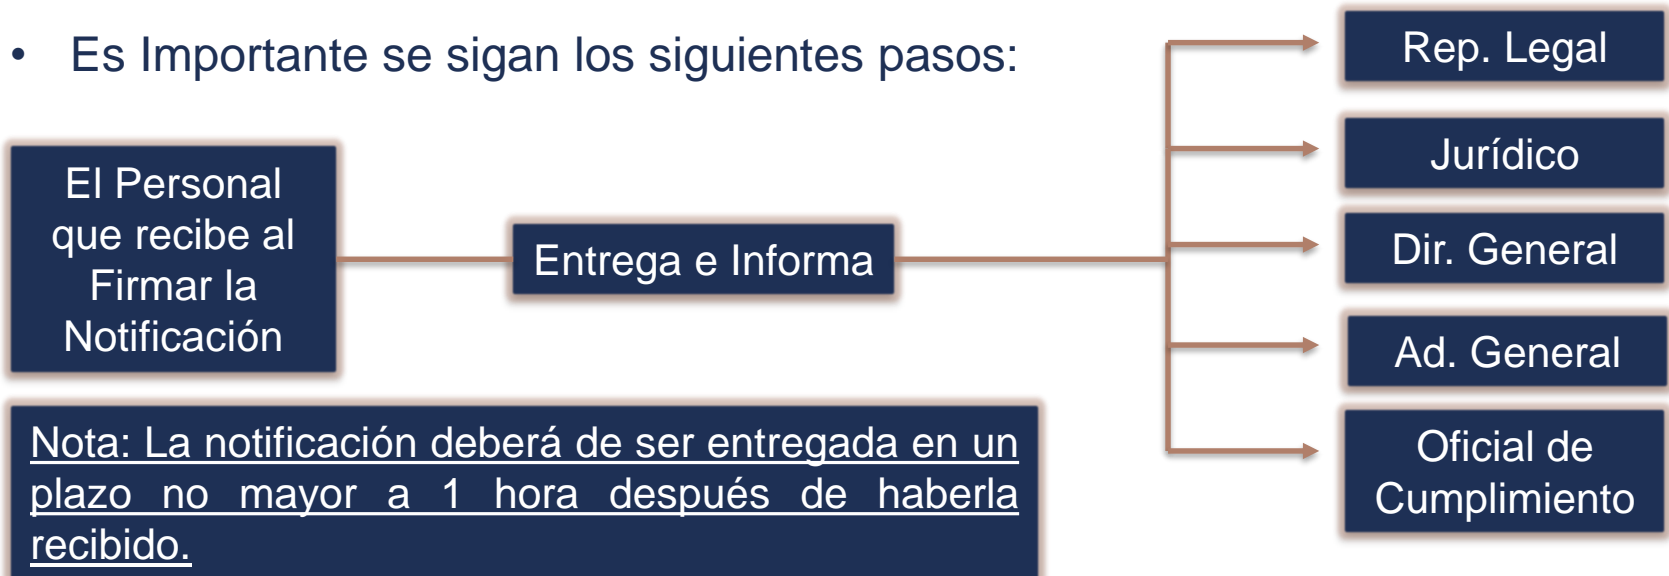 • Es Importante se sigan los siguientes pasos:
El Personal
que recibe al
Firmar la
Notificación
Entrega e Informa
Rep. Legal
Jurídico
Dir. General
Ad. General
Oficial de
Cumplimiento
Nota: La notificación deberá de ser entregada en un
plazo no mayor a 1 hora después de haberla
recibido.